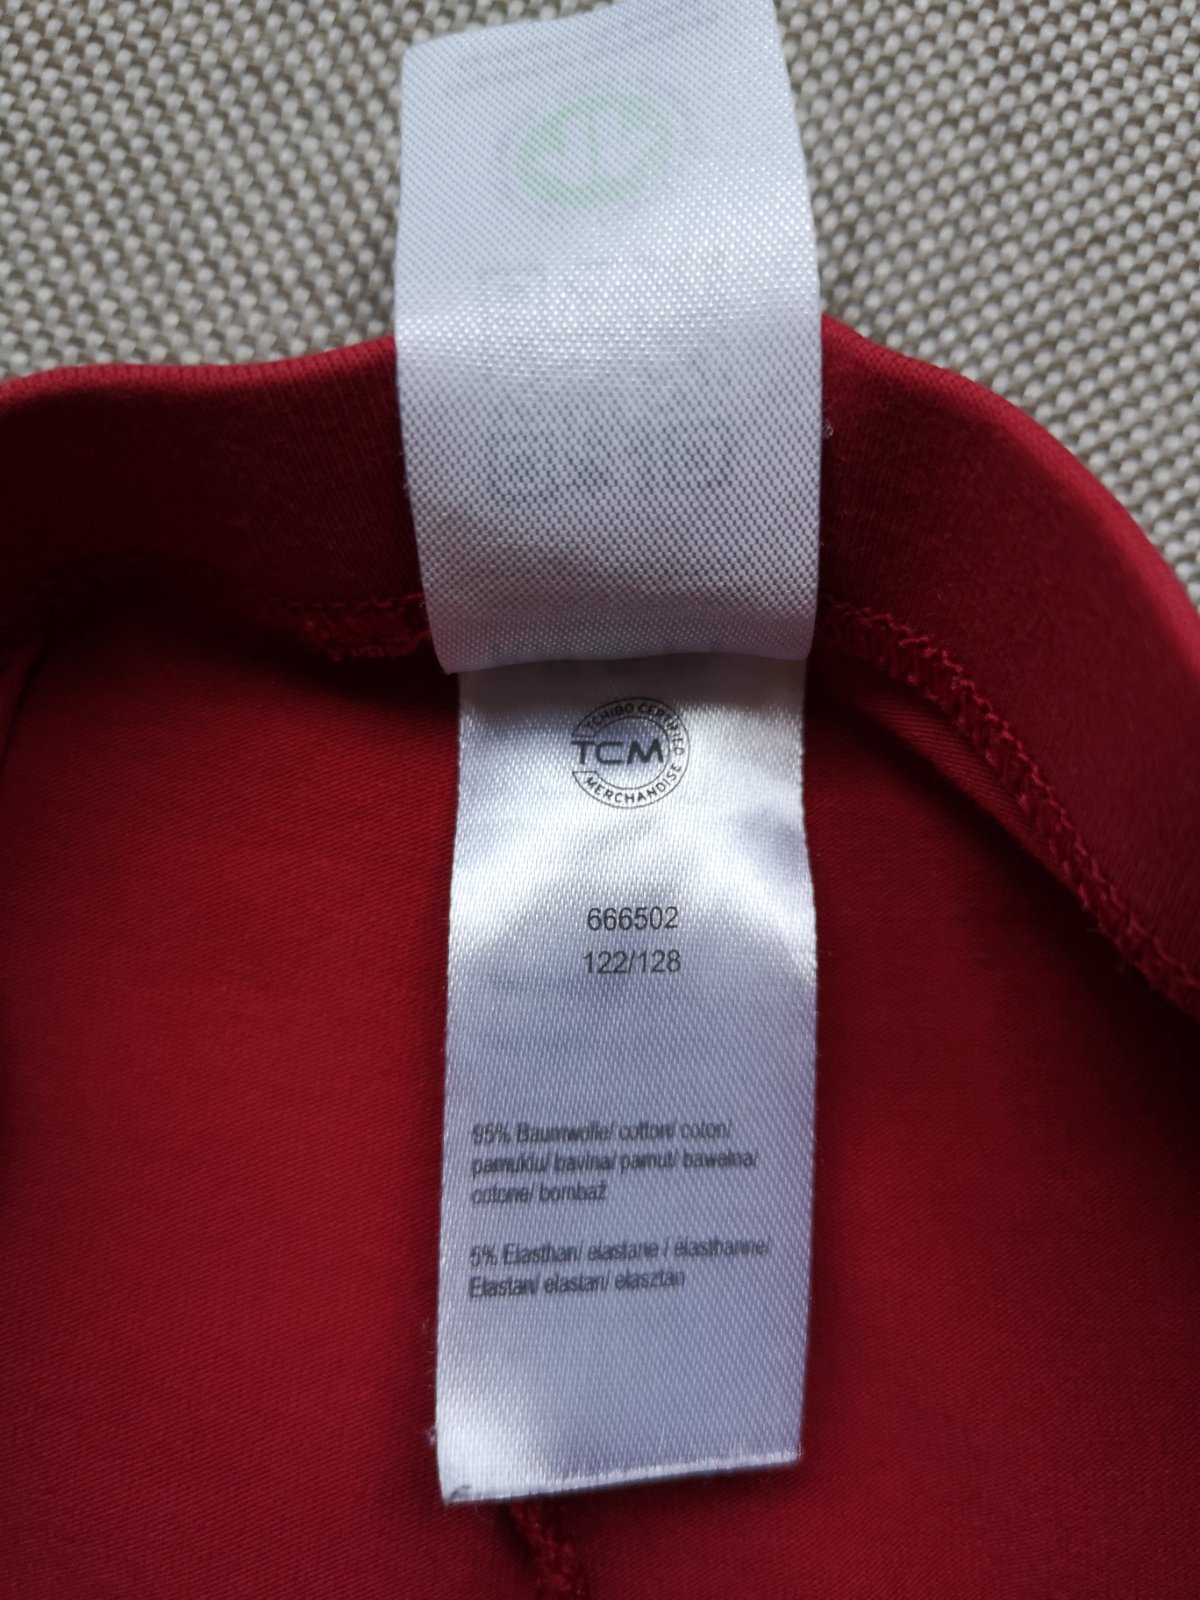 TCHIBO CERTIFIED
TCM
MERCHANDISE
666502
122/128
95% Baumwolle/ cotton/ coton/
pamuklu/ bavlna/ pamut/ bawełna/
cotone/ bombaž
5% Elasthan/ elastane / élasthanne/
Elastan/ elastan/ elasztán